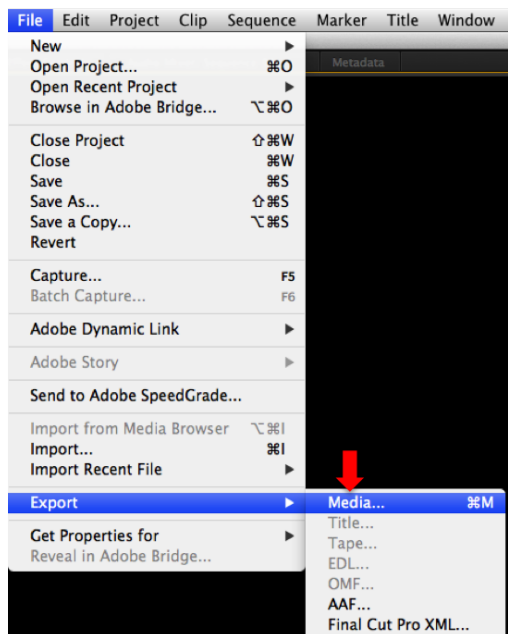 File Edit Project Clip Sequence Marker Title Window
Metadata
New ▶
Open Project... ⌘O
Open Recent Project ▶
Browse in Adobe Bridge... ⌥⌘O
Close Project ⇧⌘W
Close ⌘W
Save ⌘S
Save As... ⇧⌘S
Save a Copy... ⌥⌘S
Revert
Capture... F5
Batch Capture... F6
Adobe Dynamic Link ▶
Adobe Story ▶
Send to Adobe SpeedGrade...
Import from Media Browser ⌥⌘I
Import... ⌘I
Import Recent File ▶
Export ▶
Get Properties for ▶
Reveal in Adobe Bridge...
Media... ⌘M
Title...
Tape...
EDL...
OMF...
AAF...
Final Cut Pro XML...